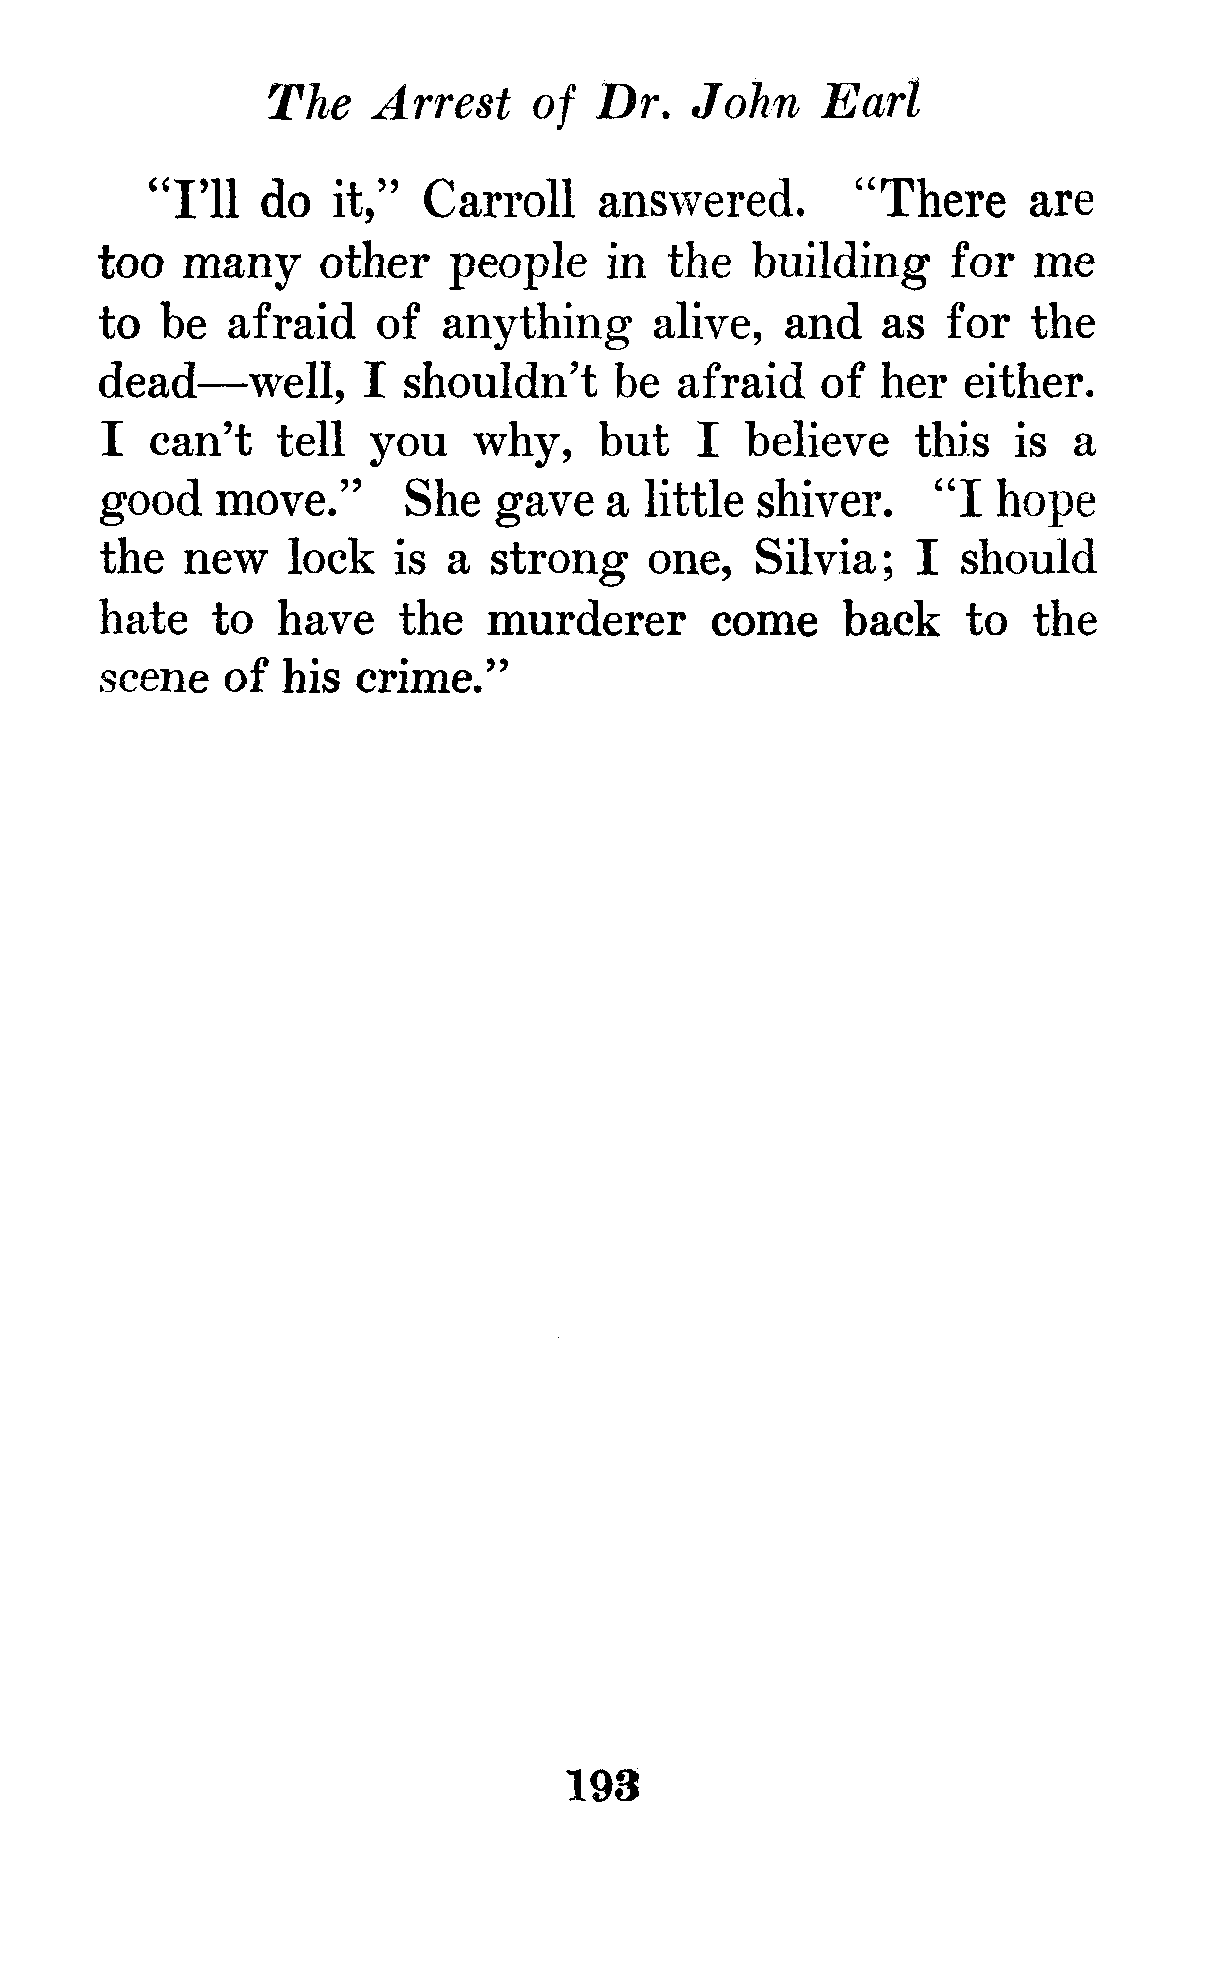 The Arrest of Dr. John Earl
“I’ll do it,” Carroll answered. “There are
too many other people in the building for me
to be afraid of anything alive, and as for the
dead—well, I shouldn’t be afraid of her either.
I can’t tell you why, but I believe this is a
good move.” She gave a little shiver. “I hope
the new lock is a strong one, Silvia; I should
hate to have the murderer come back to the
scene of his crime.”
193